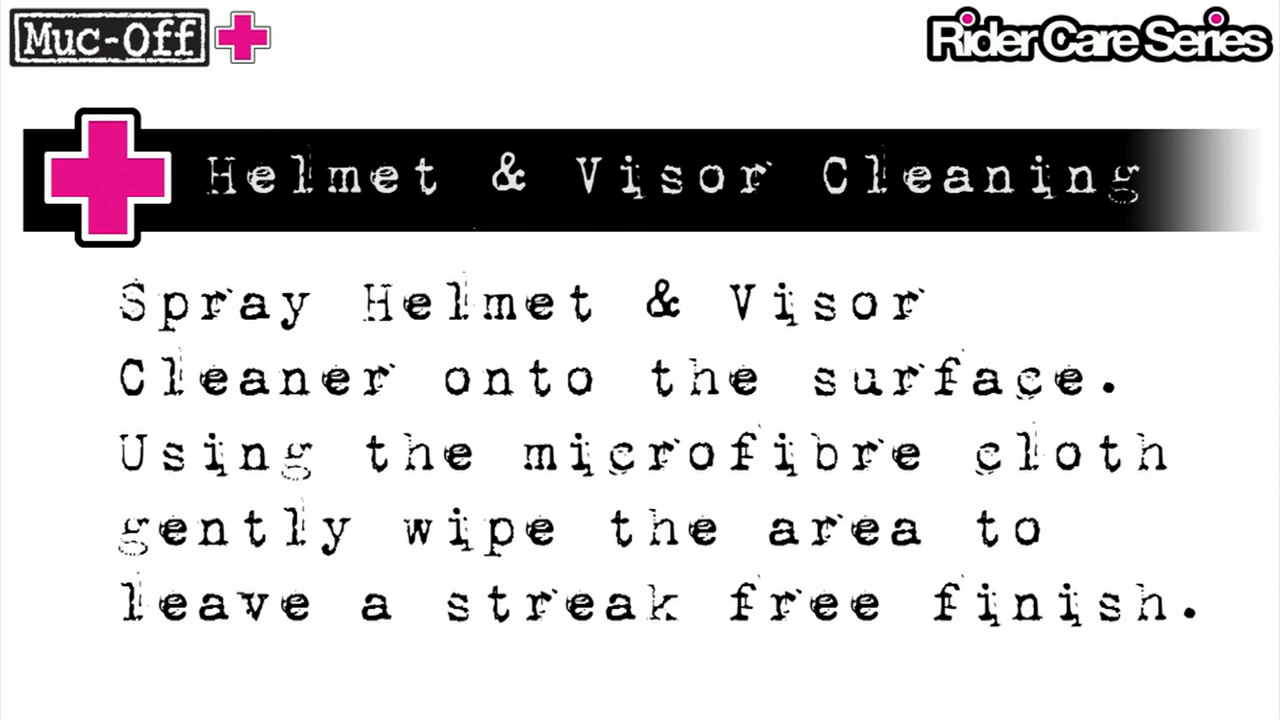 Muc-Off
Rider Care Series
Helmet & Visor Cleaning
Spray Helmet & Visor
Cleaner onto the surface.
Using the microfibre cloth
gently wipe the area to
leave a streak free finish.